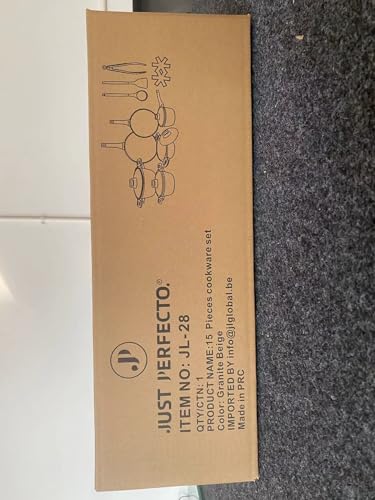 JP
JUST PERFECTO.®
ITEM NO: JL-28
QTY/CTN: 1
PRODUCT NAME:15 Pieces cookware set
Color: Granite Beige
IMPORTED BY info@jlglobal.be
Made in PRC